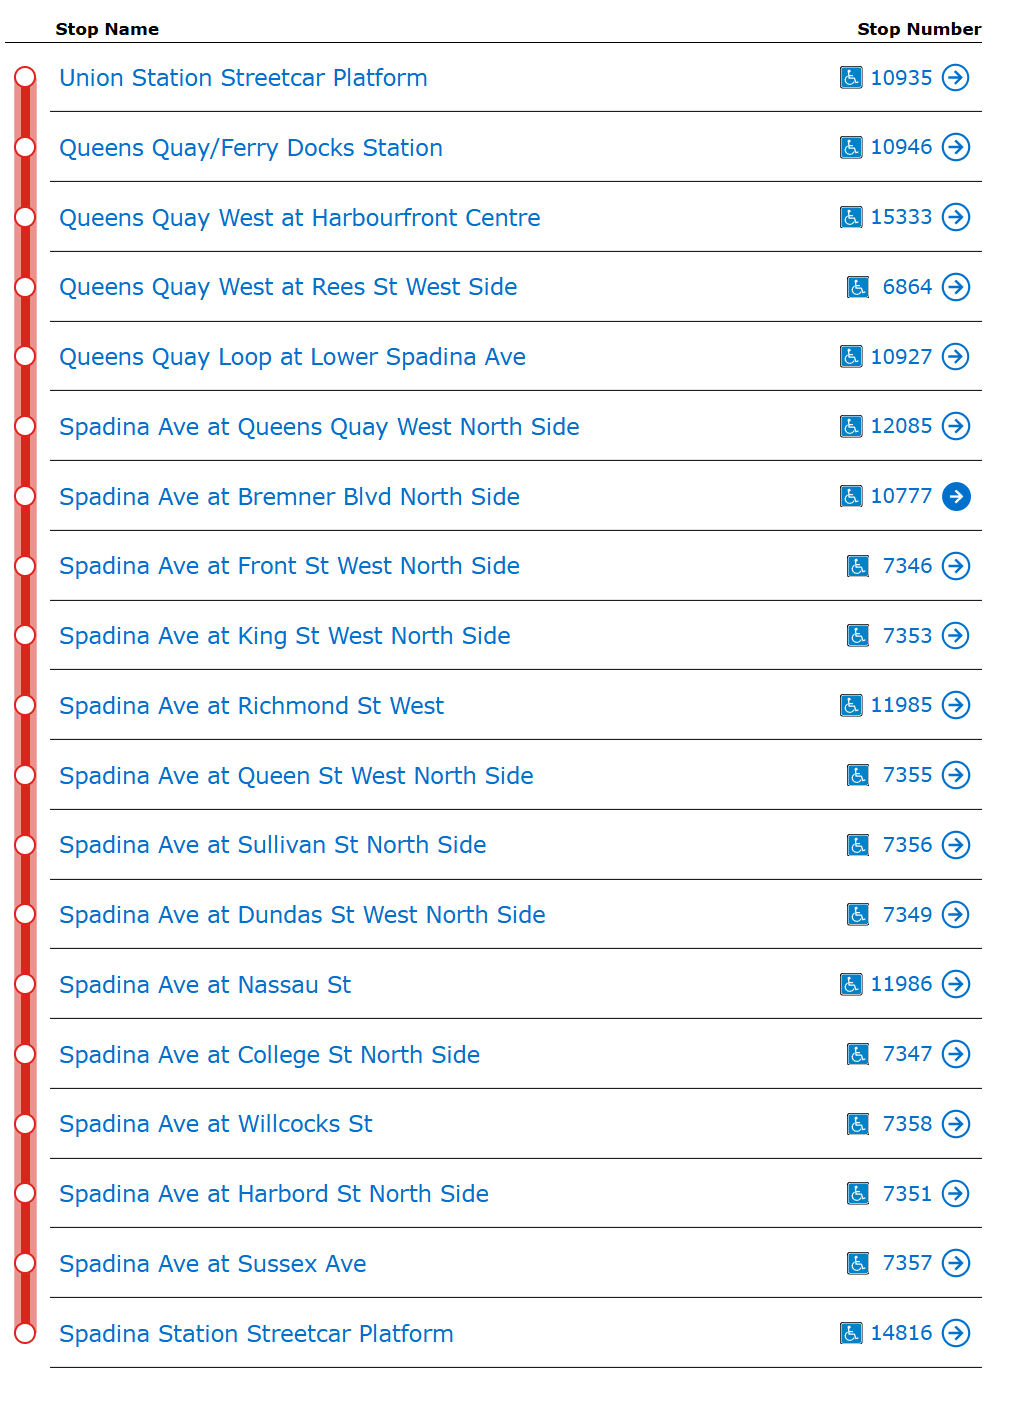 Stop Name Stop Number
Union Station Streetcar Platform 10935
Queens Quay/Ferry Docks Station 10946
Queens Quay West at Harbourfront Centre 15333
Queens Quay West at Rees St West Side 6864
Queens Quay Loop at Lower Spadina Ave 10927
Spadina Ave at Queens Quay West North Side 12085
Spadina Ave at Bremner Blvd North Side 10777
Spadina Ave at Front St West North Side 7346
Spadina Ave at King St West North Side 7353
Spadina Ave at Richmond St West 11985
Spadina Ave at Queen St West North Side 7355
Spadina Ave at Sullivan St North Side 7356
Spadina Ave at Dundas St West North Side 7349
Spadina Ave at Nassau St 11986
Spadina Ave at College St North Side 7347
Spadina Ave at Willcocks St 7358
Spadina Ave at Harbord St North Side 7351
Spadina Ave at Sussex Ave 7357
Spadina Station Streetcar Platform 14816